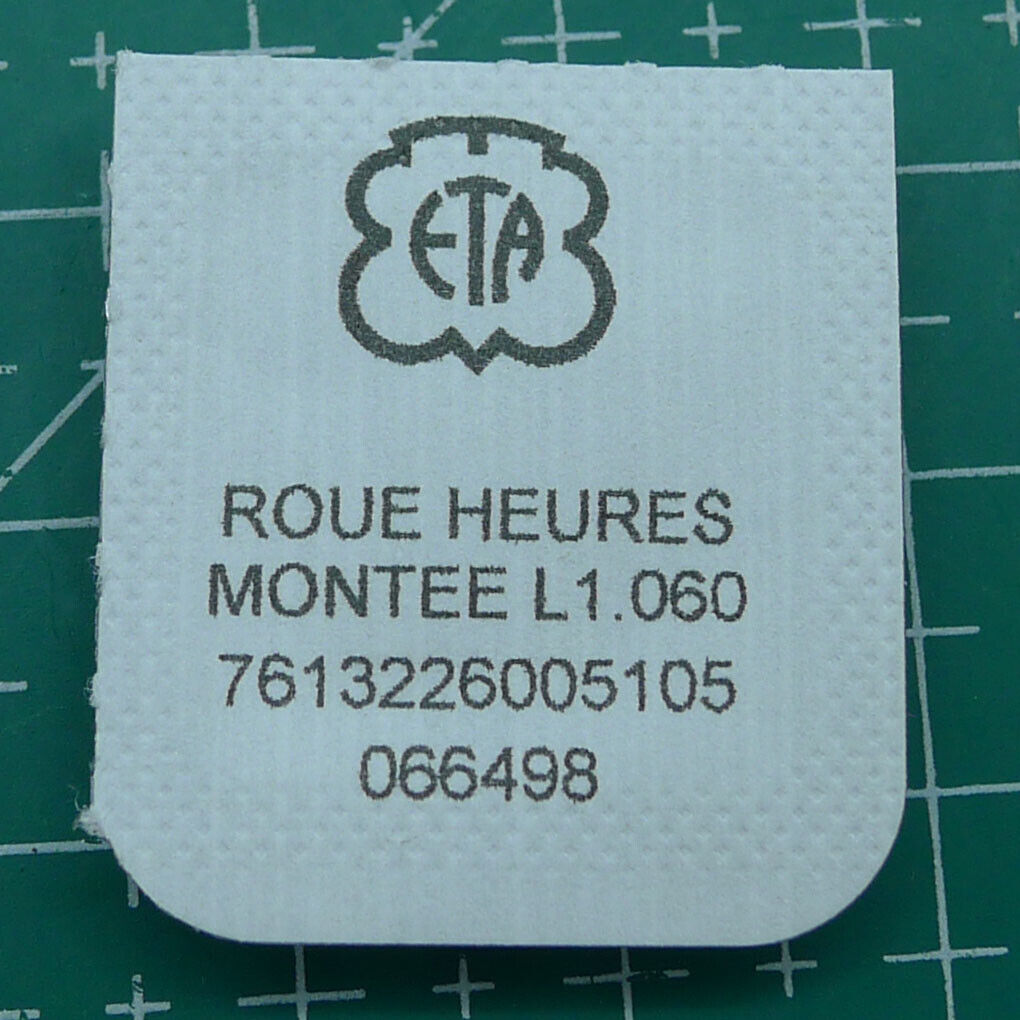 ETA
ROUE HEURES
MONTEE L1.060
7613226005105
066498